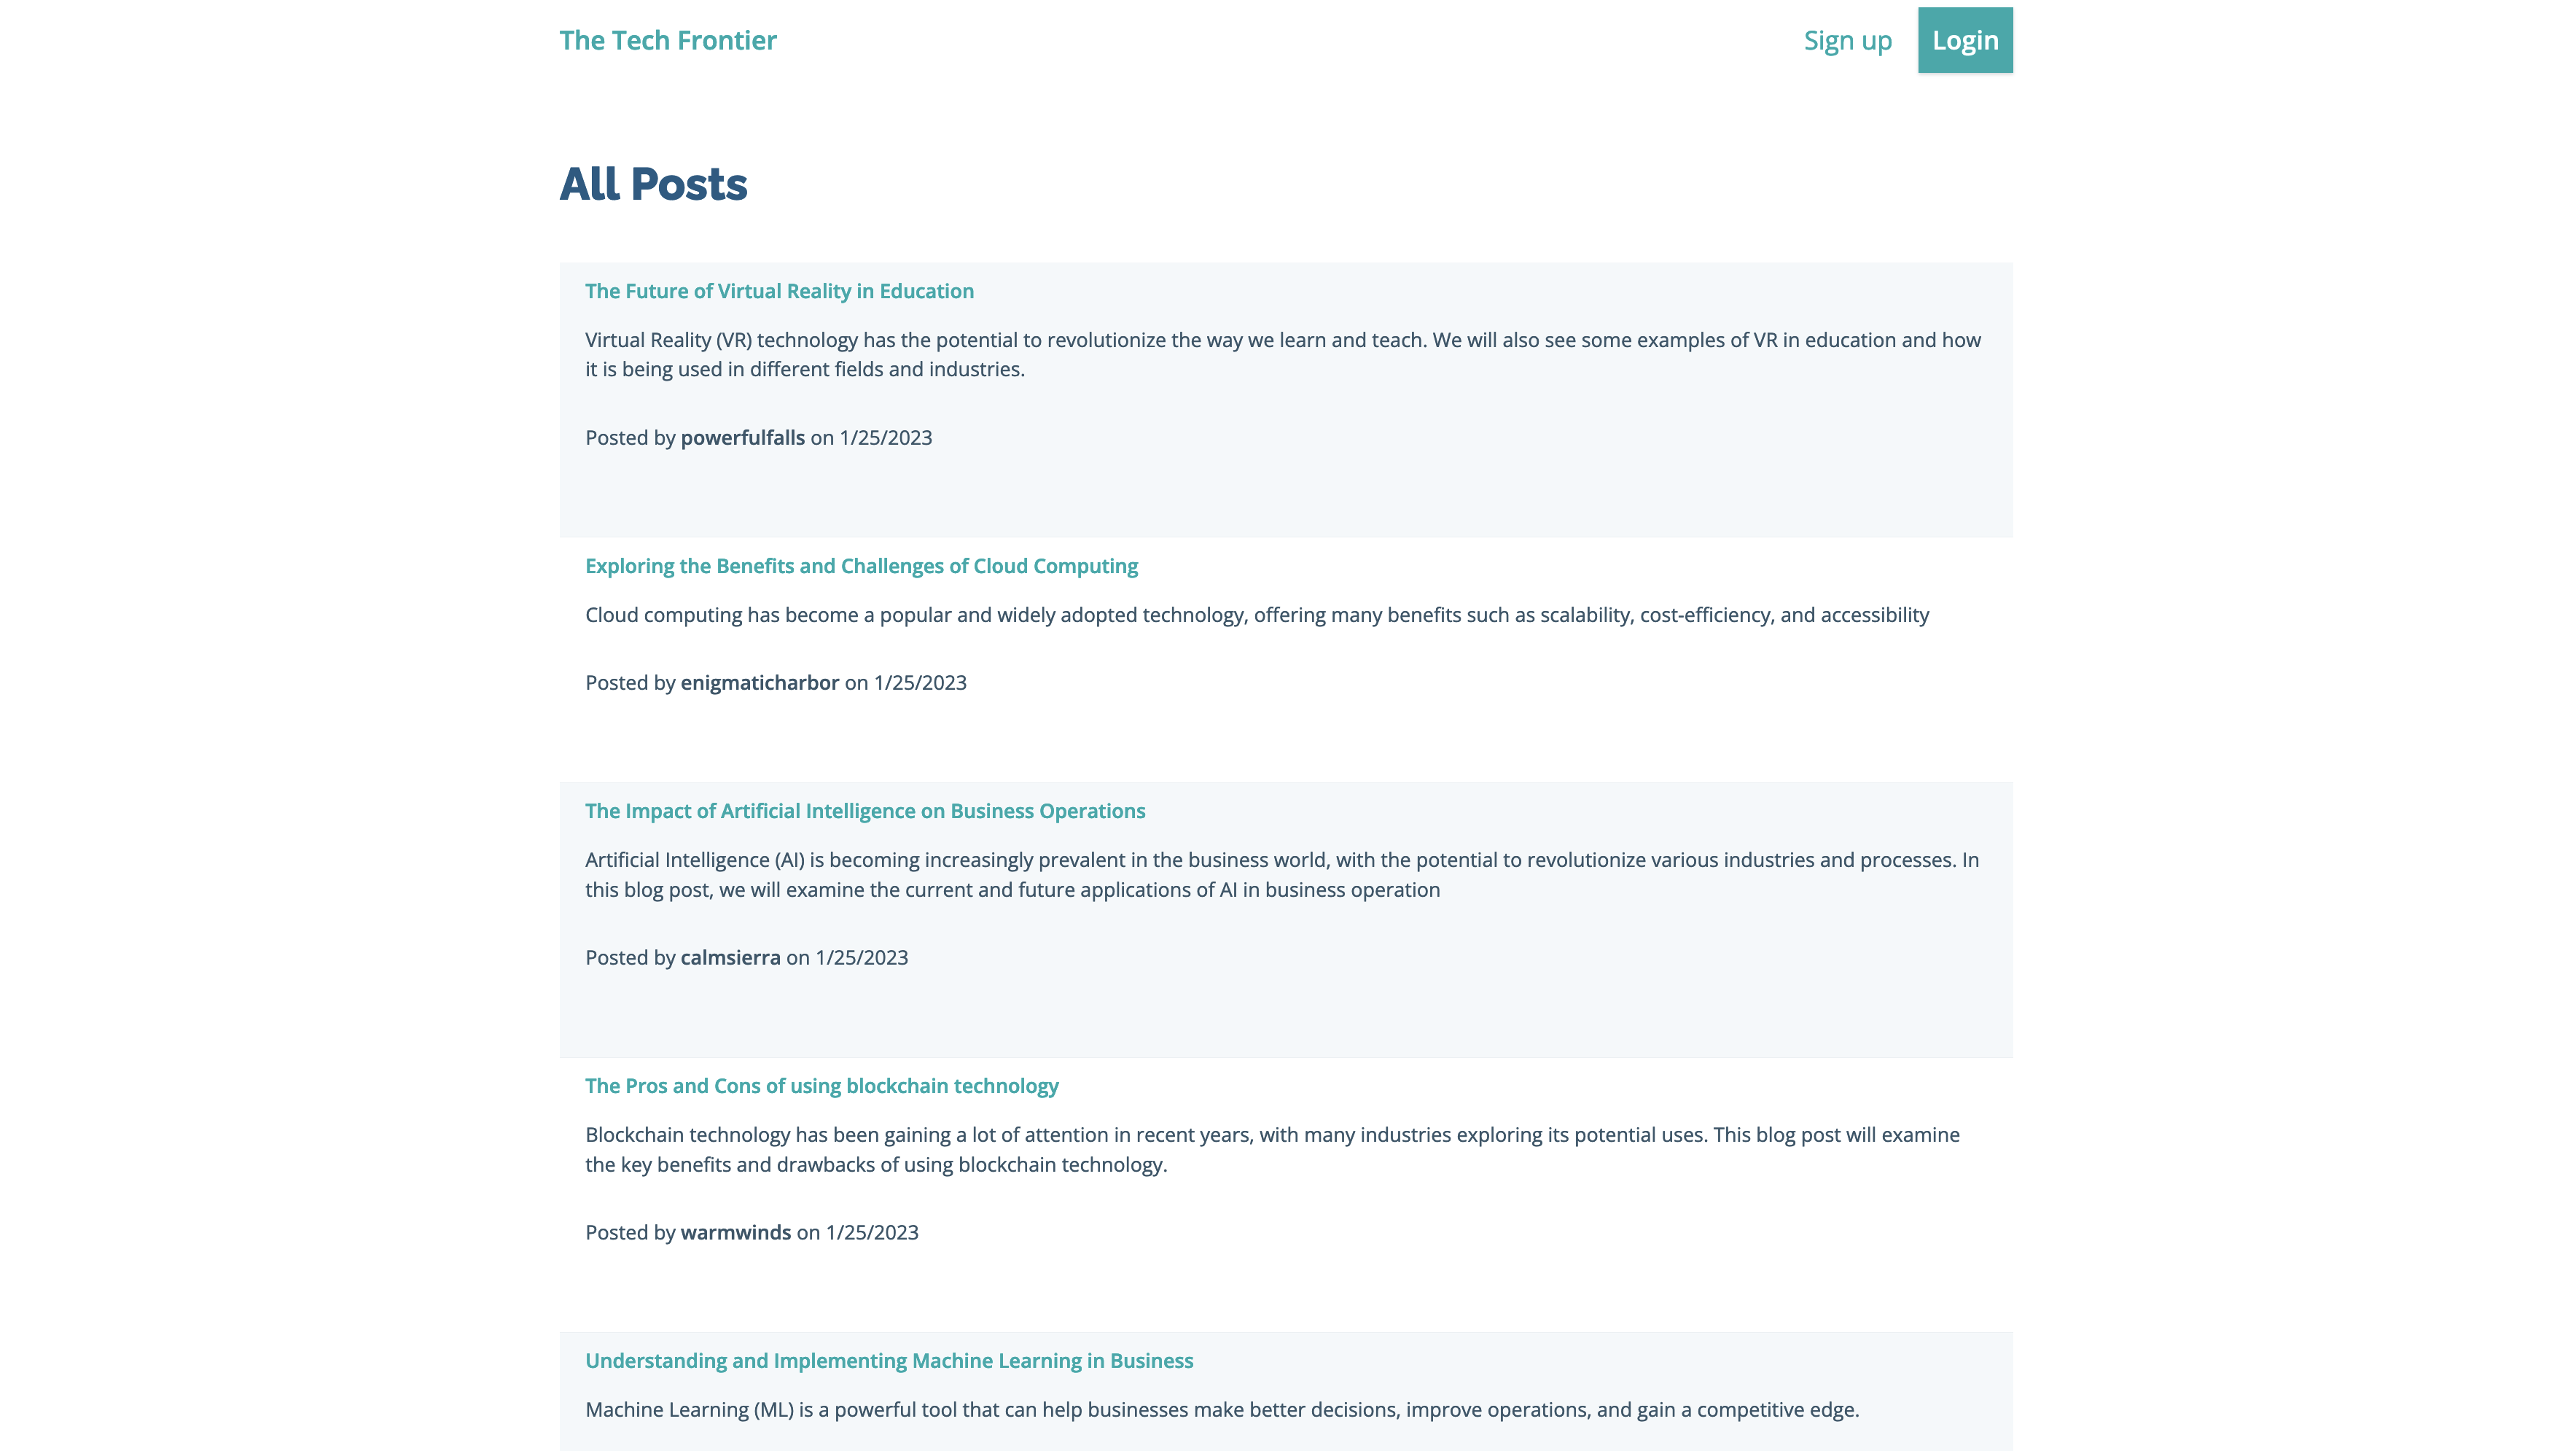 The Tech Frontier
Sign up
Login
All Posts
The Future of Virtual Reality in Education
Virtual Reality (VR) technology has the potential to revolutionize the way we learn and teach. We will also see some examples of VR in education and how
it is being used in different fields and industries.
Posted by powerfulfalls on 1/25/2023
Exploring the Benefits and Challenges of Cloud Computing
Cloud computing has become a popular and widely adopted technology, offering many benefits such as scalability, cost-efficiency, and accessibility
Posted by enigmaticharbor on 1/25/2023
The Impact of Artificial Intelligence on Business Operations
Artificial Intelligence (AI) is becoming increasingly prevalent in the business world, with the potential to revolutionize various industries and processes. In
this blog post, we will examine the current and future applications of AI in business operation
Posted by calmsierra on 1/25/2023
The Pros and Cons of using blockchain technology
Blockchain technology has been gaining a lot of attention in recent years, with many industries exploring its potential uses. This blog post will examine
the key benefits and drawbacks of using blockchain technology.
Posted by warmwinds on 1/25/2023
Understanding and Implementing Machine Learning in Business
Machine Learning (ML) is a powerful tool that can help businesses make better decisions, improve operations, and gain a competitive edge.